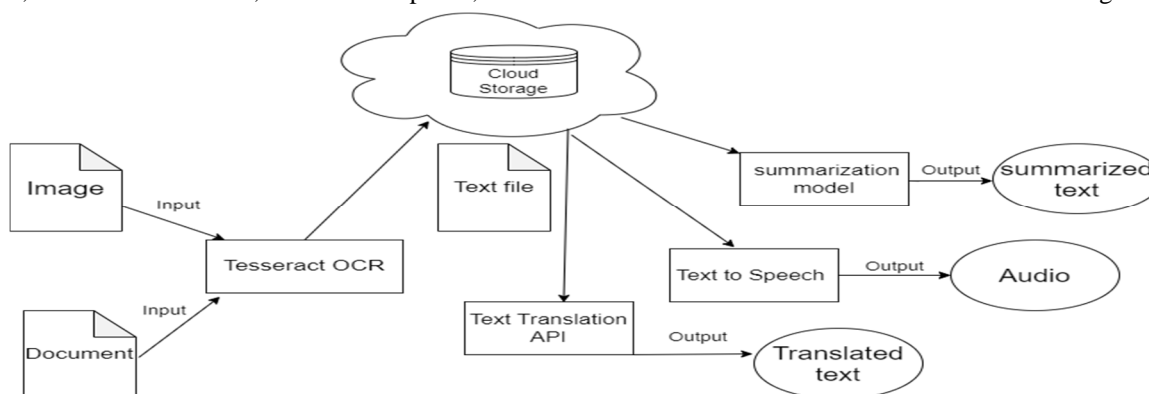 Cloud
Storage
Image
Input
Tesseract OCR
Input
Document
Text file
summarization
model
Output
summarized
text
Text to Speech
Output
Audio
Text Translation
API
Output
Translated
text